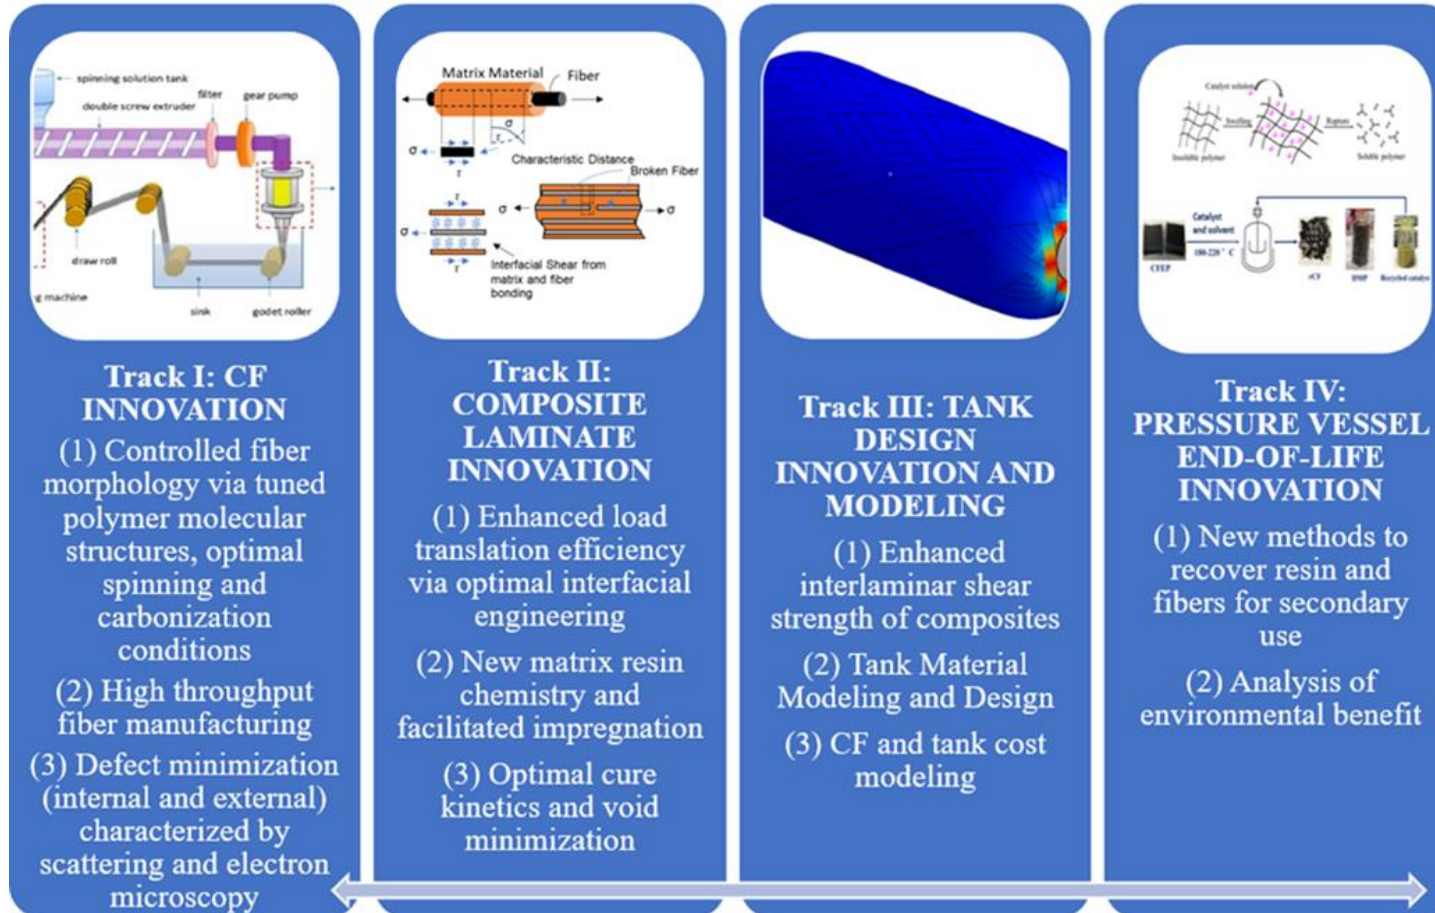 spinning solution tank
double screw extruder
filter
gear pump
draw roll
g machine
sink
godet roller
Track I: CF
INNOVATION
(1) Controlled fiber
morphology via tuned
polymer molecular
structures, optimal
spinning and
carbonization
conditions
(2) High throughput
fiber manufacturing
(3) Defect minimization
(internal and external)
characterized by
scattering and electron
microscopy
Matrix Material
Fiber
σ
r
τ
σ
Characteristic Distance
Broken Fiber
τ
r
σ
σ
σ
r
Interfacial Shear from
matrix and fiber
bonding
Track II:
COMPOSITE
LAMINATE
INNOVATION
(1) Enhanced load
translation efficiency
via optimal interfacial
engineering
(2) New matrix resin
chemistry and
facilitated impregnation
(3) Optimal cure
kinetics and void
minimization
Track III: TANK
DESIGN
INNOVATION AND
MODELING
(1) Enhanced
interlaminar shear
strength of composites
(2) Tank Material
Modeling and Design
(3) CF and tank cost
modeling
Catalyst solution
Swelling
Rupture
Insoluble polymer
Soluble polymer
Catalyst
and solvent
180-220° C
CFEP
rCF
DMP
Recycled catalyst
Track IV:
PRESSURE VESSEL
END-OF-LIFE
INNOVATION
(1) New methods to
recover resin and
fibers for secondary
use
(2) Analysis of
environmental benefit